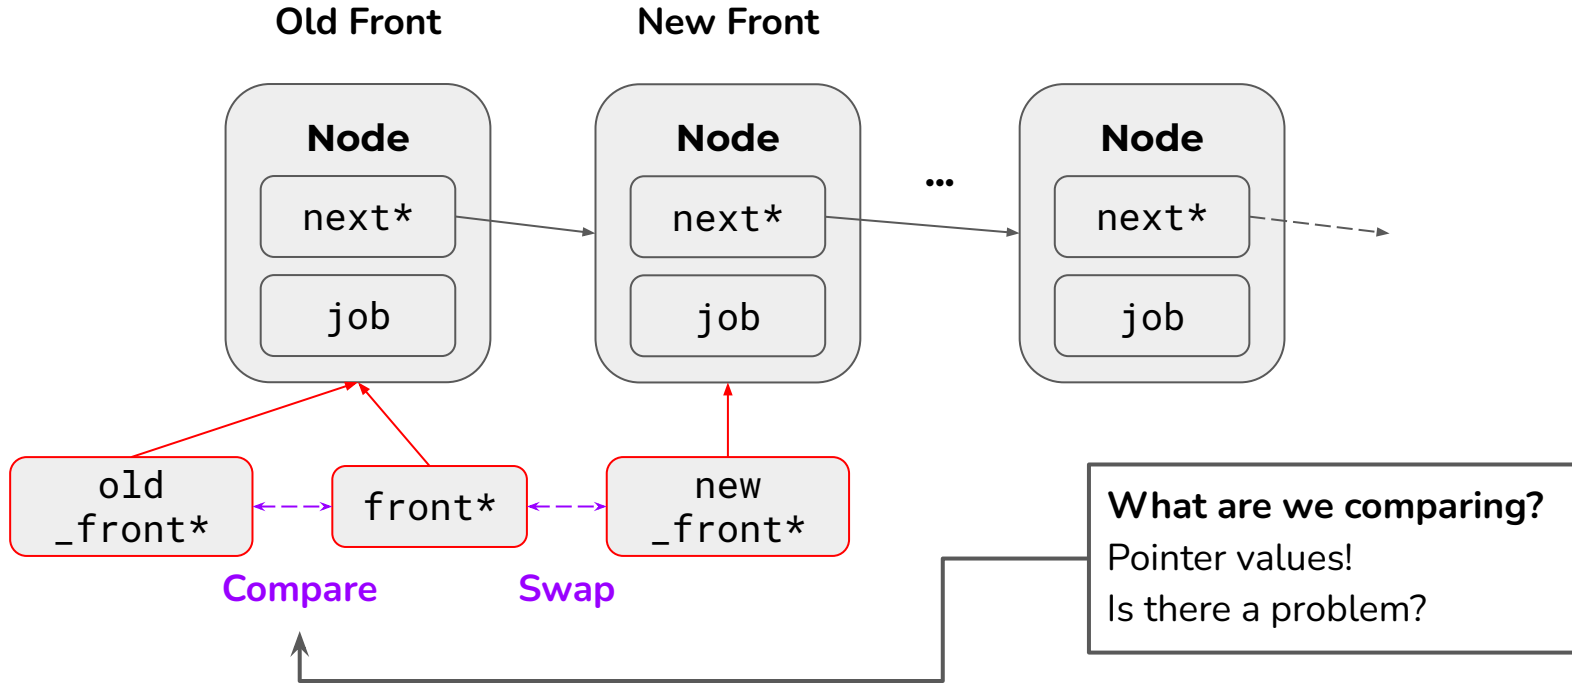 Old Front
New Front
Node
next*
job
Node
next*
job
...
Node
next*
job
old
_front*
front*
new
_front*
Compare
Swap
What are we comparing?
Pointer values!
Is there a problem?